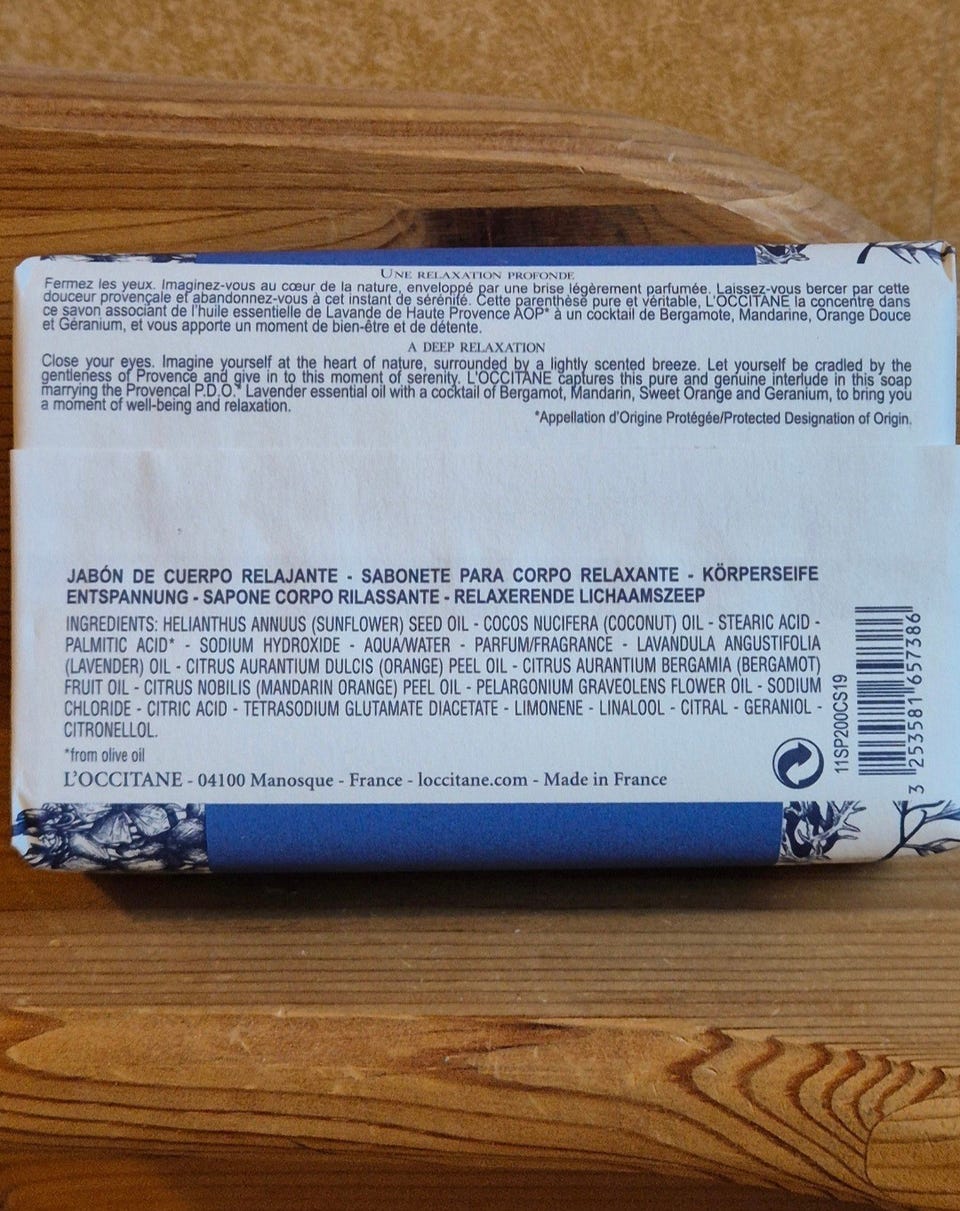 UNE RELAXATION PROFONDE
Fermez les yeux. Imaginez-vous au cœur de la nature, enveloppé par une brise légèrement parfumée. Laissez-vous bercer par cette
douceur provençale et abandonnez-vous à cet instant de sérénité. Cette parenthèse pure et véritable, L'OCCITANE la concentre dans
ce savon associant de l'huile essentielle de Lavande de Haute Provence AOP* à un cocktail de Bergamote, Mandarine, Orange Douce
et Géranium, et vous apporte un moment de bien-être et de détente.
A DEEP RELAXATION
Close your eyes. Imagine yourself at the heart of nature, surrounded by a lightly scented breeze. Let yourself be cradled by the
gentleness of Provence and give in to this moment of serenity. L'OCCITANE captures this pure and genuine interlude in this soap
marrying the Provencal P.D.O.* Lavender essential oil with a cocktail of Bergamot, Mandarin, Sweet Orange and Geranium, to bring you
a moment of well-being and relaxation.
*Appellation d'Origine Protégée/Protected Designation of Origin.
JABÓN DE CUERPO RELAJANTE - SABONETE PARA CORPO RELAXANTE - KÖRPERSEIFE
ENTSPANNUNG - SAPONE CORPO RILASSANTE - RELAXERENDE LICHAAMSZEEP
INGREDIENTS: HELIANTHUS ANNUUS (SUNFLOWER) SEED OIL - COCOS NUCIFERA (COCONUT) OIL - STEARIC ACID -
PALMITIC ACID* - SODIUM HYDROXIDE - AQUA/WATER - PARFUM/FRAGRANCE - LAVANDULA ANGUSTIFOLIA
(LAVENDER) OIL - CITRUS AURANTIUM DULCIS (ORANGE) PEEL OIL - CITRUS AURANTIUM BERGAMIA (BERGAMOT)
FRUIT OIL - CITRUS NOBILIS (MANDARIN ORANGE) PEEL OIL - PELARGONIUM GRAVEOLENS FLOWER OIL - SODIUM
CHLORIDE - CITRIC ACID - TETRASODIUM GLUTAMATE DIACETATE - LIMONENE - LINALOOL - CITRAL - GERANIOL -
CITRONELLOL.
*from olive oil
L'OCCITANE - 04100 Manosque - France - loccitane.com - Made in France
11SP200CS19
3 253581 657386